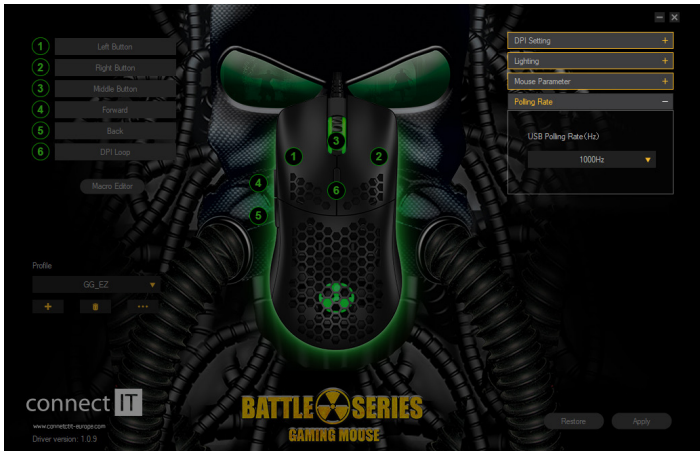 1 Left Button
2 Right Button
3 Middle Button
4 Forward
5 Back
6 DPI Loop
Macro Editor
Profile
GG_EZ
connect IT
www.connectit-europe.com
Driver version: 1.0.9
1
2
3
4
5
6
BATTLE SERIES
GAMING MOUSE
DPI Setting +
Lighting +
Mouse Parameter +
Polling Rate −
USB Polling Rate(Hz)
1000Hz
Restore Apply